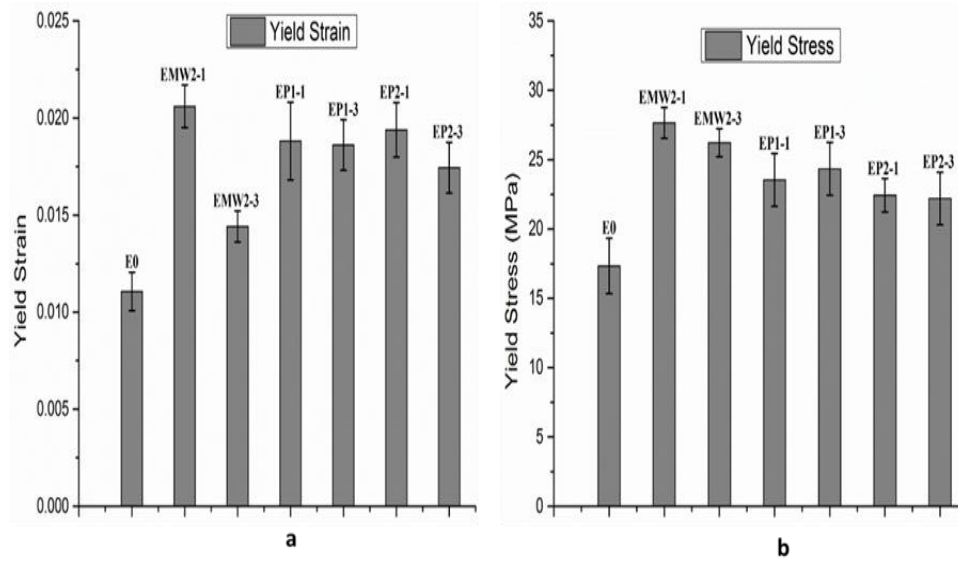 Yield Strain
0.025
0.020
0.015
0.010
0.005
0.000
Yield Strain
E0
EMW2-1
EMW2-3
EP1-1
EP1-3
EP2-1
EP2-3
a
Yield Stress
35
30
25
20
15
10
5
0
Yield Stress (MPa)
E0
EMW2-1
EMW2-3
EP1-1
EP1-3
EP2-1
EP2-3
b